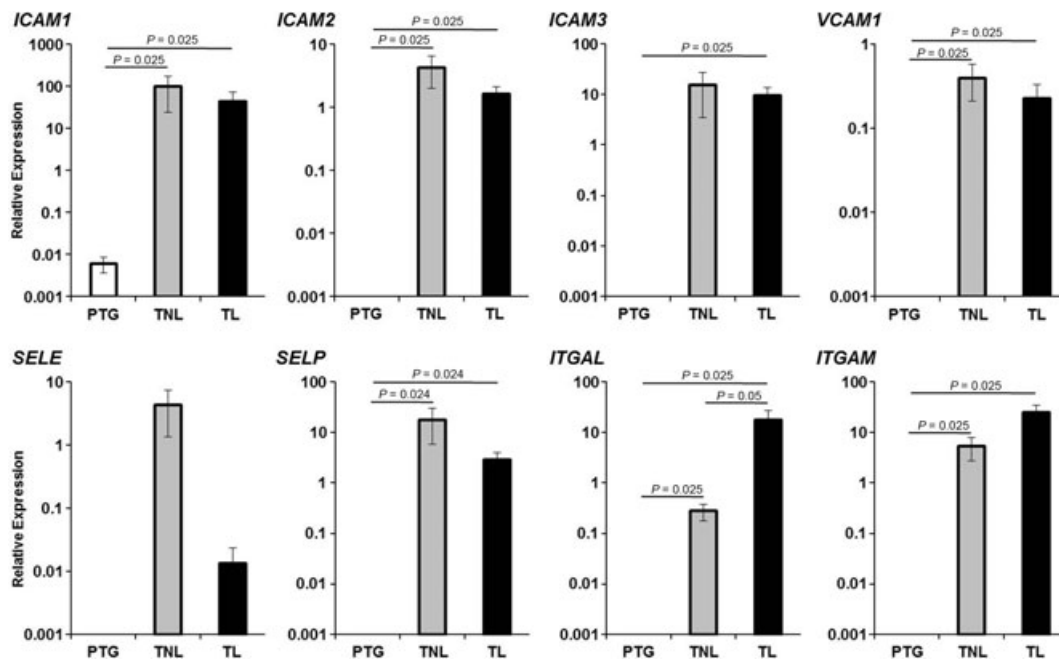 ICAM1 ICAM2 ICAM3 VCAM1
1000 10 100 1
P = 0.025 P = 0.025 P = 0.025 P = 0.025
P = 0.025 P = 0.025 P = 0.025
100 1 10 0.1
10 0.1 1 0.01
1 0.01 0.1 0.001
0.1 0.001 0.01
0.01 0.001
0.001
Relative Expression
PTG TNL TL PTG TNL TL PTG TNL TL PTG TNL TL
SELE SELP ITGAL ITGAM
10 100 100 100
P = 0.024 P = 0.025 P = 0.025
P = 0.024 P = 0.05 P = 0.025
P = 0.025
1 10 10 10
0.1 1 1 1
0.01 0.1 0.1 0.1
0.001 0.01 0.01 0.01
0.001 0.001 0.001
Relative Expression
PTG TNL TL PTG TNL TL PTG TNL TL PTG TNL TL